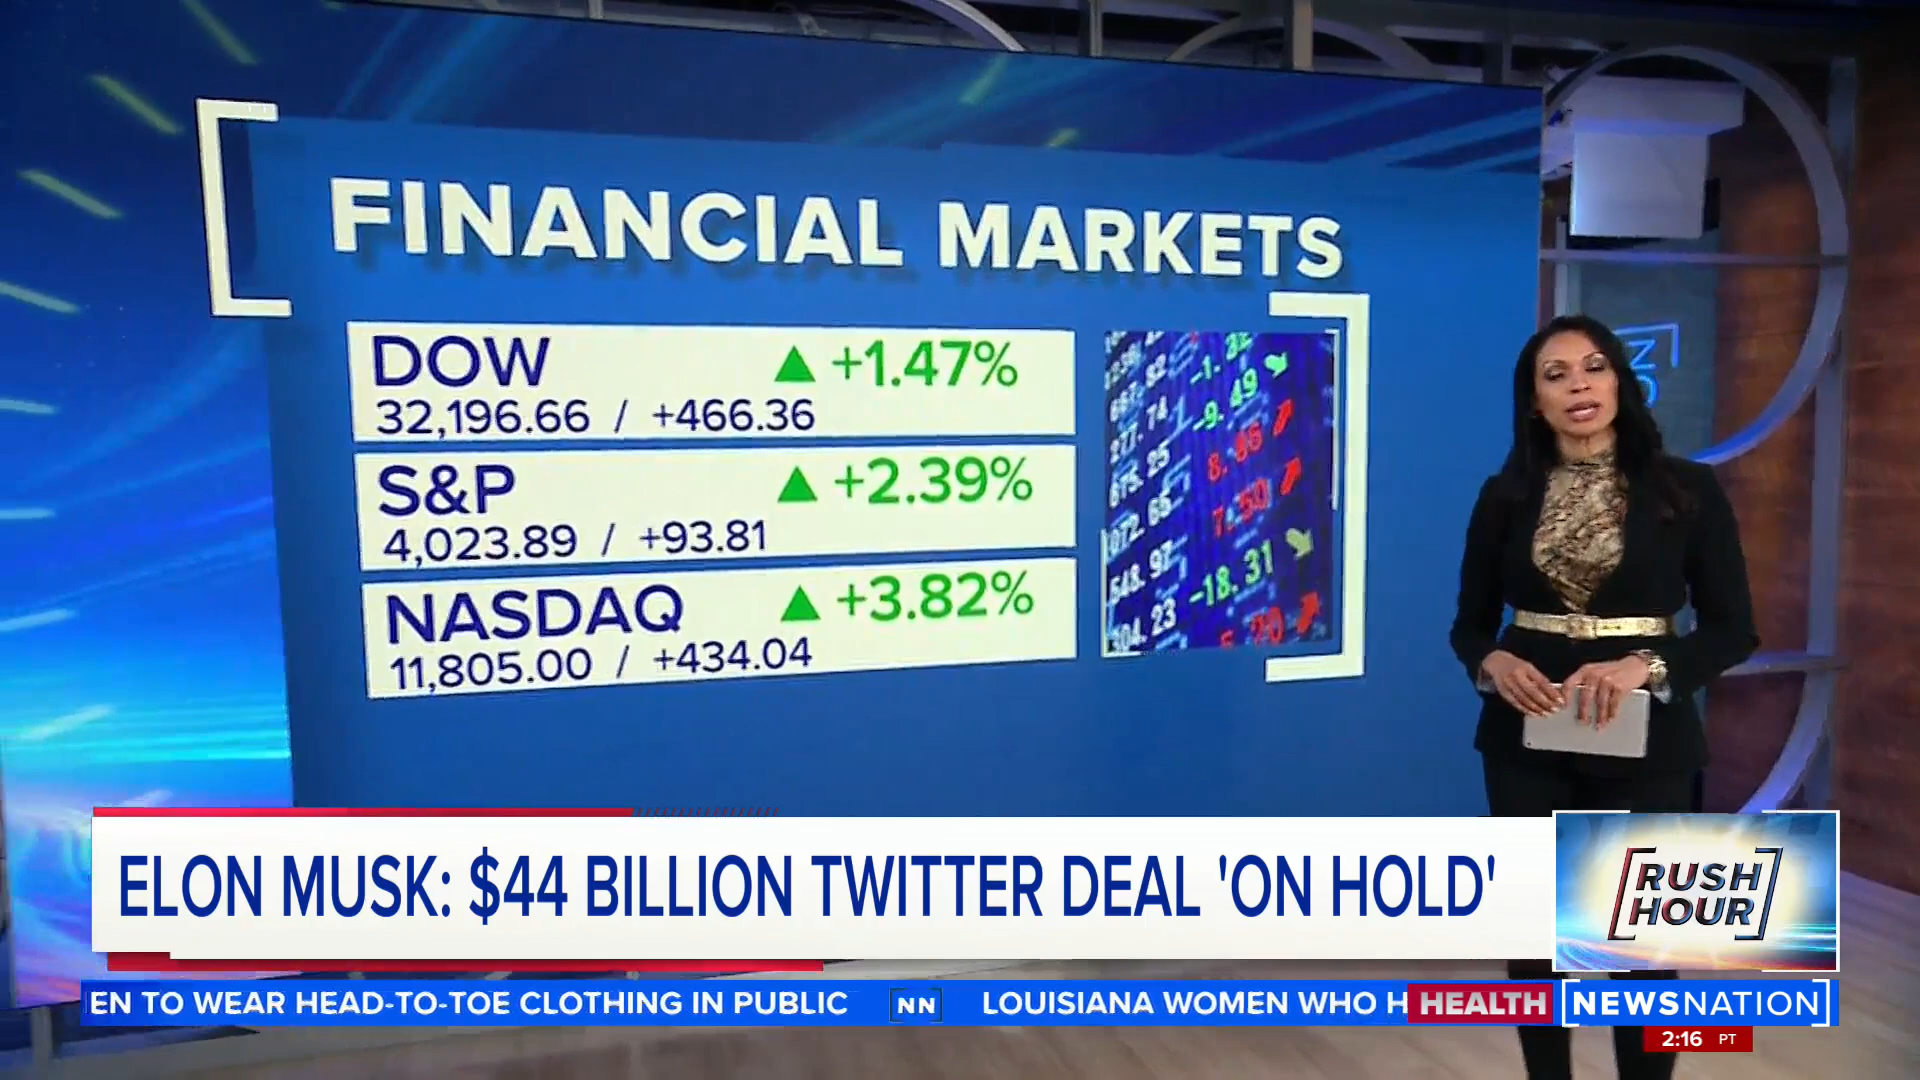 FINANCIAL MARKETS
DOW ▲ +1.47%
32,196.66 / +466.36
S&P ▲ +2.39%
4,023.89 / +93.81
NASDAQ ▲ +3.82%
11,805.00 / +434.04
ELON MUSK: $44 BILLION TWITTER DEAL 'ON HOLD'
RUSH
HOUR
EN TO WEAR HEAD-TO-TOE CLOTHING IN PUBLIC NN LOUISIANA WOMEN WHO H HEALTH NEWSNATION
2:16 PT